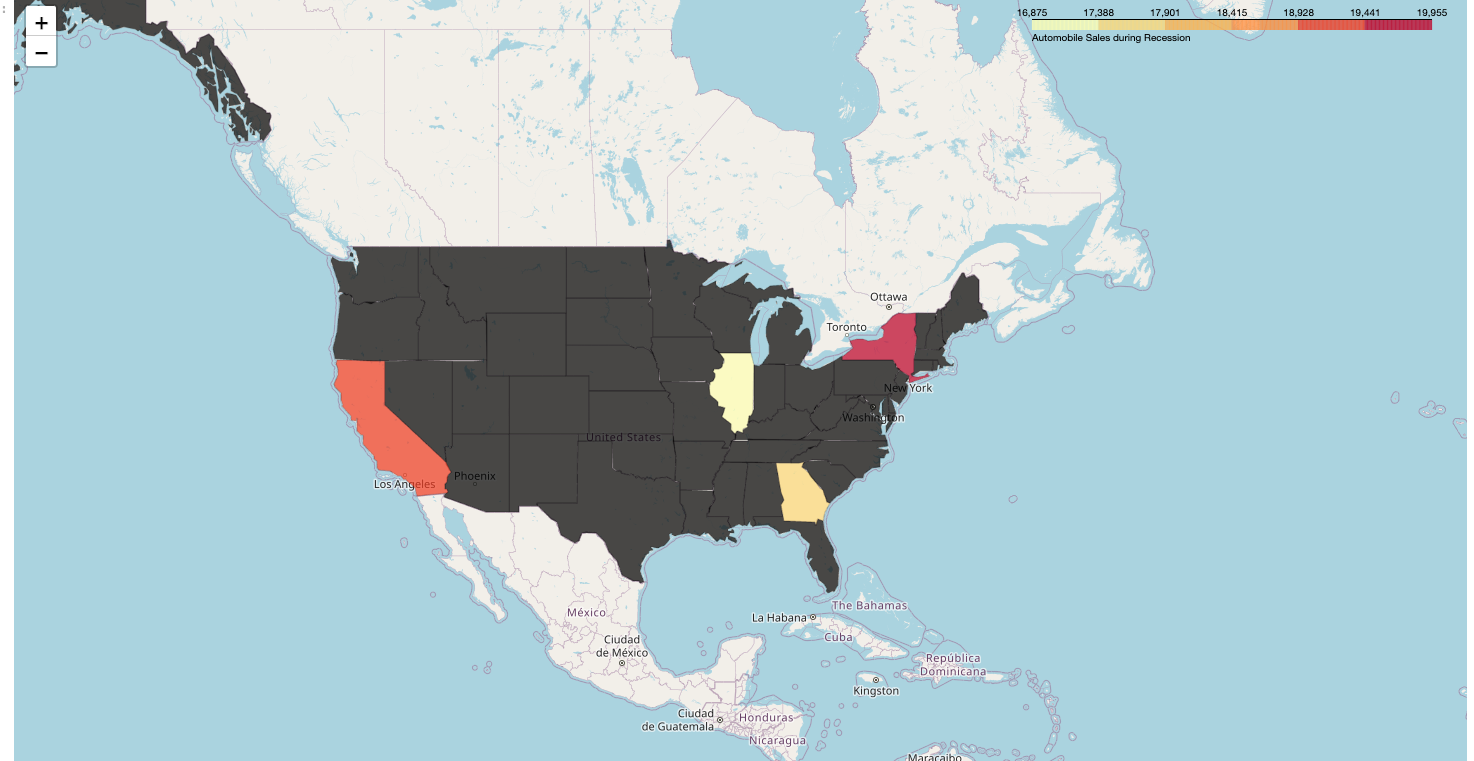 +
−
16,875 17,388 17,901 18,415 18,928 19,441 19,955
Automobile Sales during Recession
Ottawa
Toronto
New York
Washington
United States
Phoenix
Los Angeles
La Habana
The Bahamas
México
Cuba
Ciudad
de México
República
Dominicana
Kingston
Ciudad
de Guatemala
Honduras
Nicaragua
Maracaibo